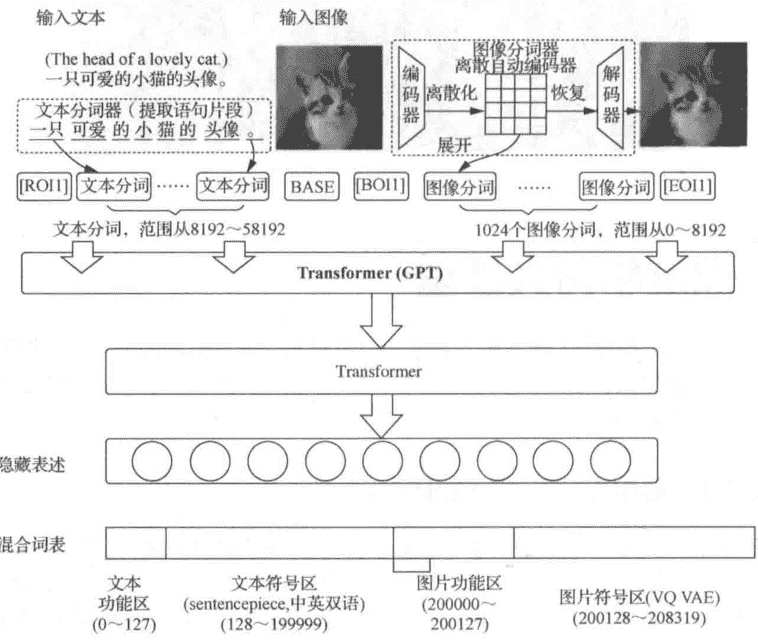 输入文本
输入图像
(The head of a lovely cat.)
一只可爱的小猫的头像。
文本分词器（提取语句片段）
一只 可爱 的 小 猫 的 头像 。
图像分词器
离散自动编码器
编码器
离散化
恢复
解码器
展开
[ROI1] 文本分词 …… 文本分词 BASE [BOI1] 图像分词 …… 图像分词 [EOI1]
文本分词，范围从8192～58192
1024个图像分词，范围从0～8192
Transformer (GPT)
Transformer
隐藏表述
混合词表
文本
功能区
(0～127)
文本符号区
(sentencepiece,中英双语)
(128～199999)
图片功能区
(200000～
200127)
图片符号区(VQ VAE)
(200128～208319)